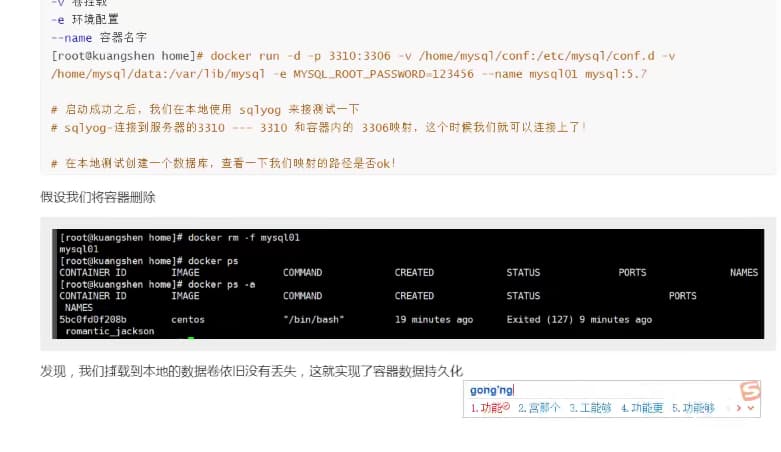 -v 卷挂载
-e 环境配置
--name 容器名字
[root@kuangshen home]# docker run -d -p 3310:3306 -v /home/mysql/conf:/etc/mysql/conf.d -v
/home/mysql/data:/var/lib/mysql -e MYSQL_ROOT_PASSWORD=123456 --name mysql01 mysql:5.7
# 启动成功之后，我们在本地使用 sqlyog 来接测试一下
# sqlyog-连接到服务器的3310 --- 3310 和容器内的 3306映射，这个时候我们就可以连接上了！
# 在本地测试创建一个数据库，查看一下我们映射的路径是否ok！
假设我们将容器删除
[root@kuangshen home]# docker rm -f mysql01
mysql01
[root@kuangshen home]# docker ps
CONTAINER ID IMAGE COMMAND CREATED STATUS PORTS NAMES
[root@kuangshen home]# docker ps -a
CONTAINER ID IMAGE COMMAND CREATED STATUS PORTS
NAMES
5bc0fd0f208b centos "/bin/bash" 19 minutes ago Exited (127) 9 minutes ago
romantic_jackson
发现，我们挂载到本地的数据卷依旧没有丢失，这就实现了容器数据持久化
gong'ng
1.功能 2.宫那个 3.工能够 4.功能更 5.功能够